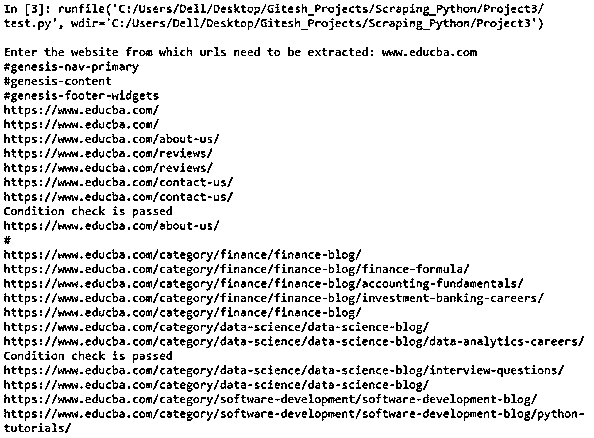 In [3]: runfile('C:/Users/Dell/Desktop/Gitesh_Projects/Scraping_Python/Project3/
test.py', wdir='C:/Users/Dell/Desktop/Gitesh_Projects/Scraping_Python/Project3')
Enter the website from which urls need to be extracted: www.educba.com
#genesis-nav-primary
#genesis-content
#genesis-footer-widgets
https://www.educba.com/
https://www.educba.com/
https://www.educba.com/about-us/
https://www.educba.com/reviews/
https://www.educba.com/reviews/
https://www.educba.com/contact-us/
https://www.educba.com/contact-us/
Condition check is passed
https://www.educba.com/about-us/
#
https://www.educba.com/category/finance/finance-blog/
https://www.educba.com/category/finance/finance-blog/finance-formula/
https://www.educba.com/category/finance/finance-blog/accounting-fundamentals/
https://www.educba.com/category/finance/finance-blog/investment-banking-careers/
https://www.educba.com/category/finance/finance-blog/
https://www.educba.com/category/data-science/data-science-blog/
https://www.educba.com/category/data-science/data-science-blog/data-analytics-careers/
Condition check is passed
https://www.educba.com/category/data-science/data-science-blog/interview-questions/
https://www.educba.com/category/data-science/data-science-blog/
https://www.educba.com/category/software-development/software-development-blog/
https://www.educba.com/category/software-development/software-development-blog/python-
tutorials/